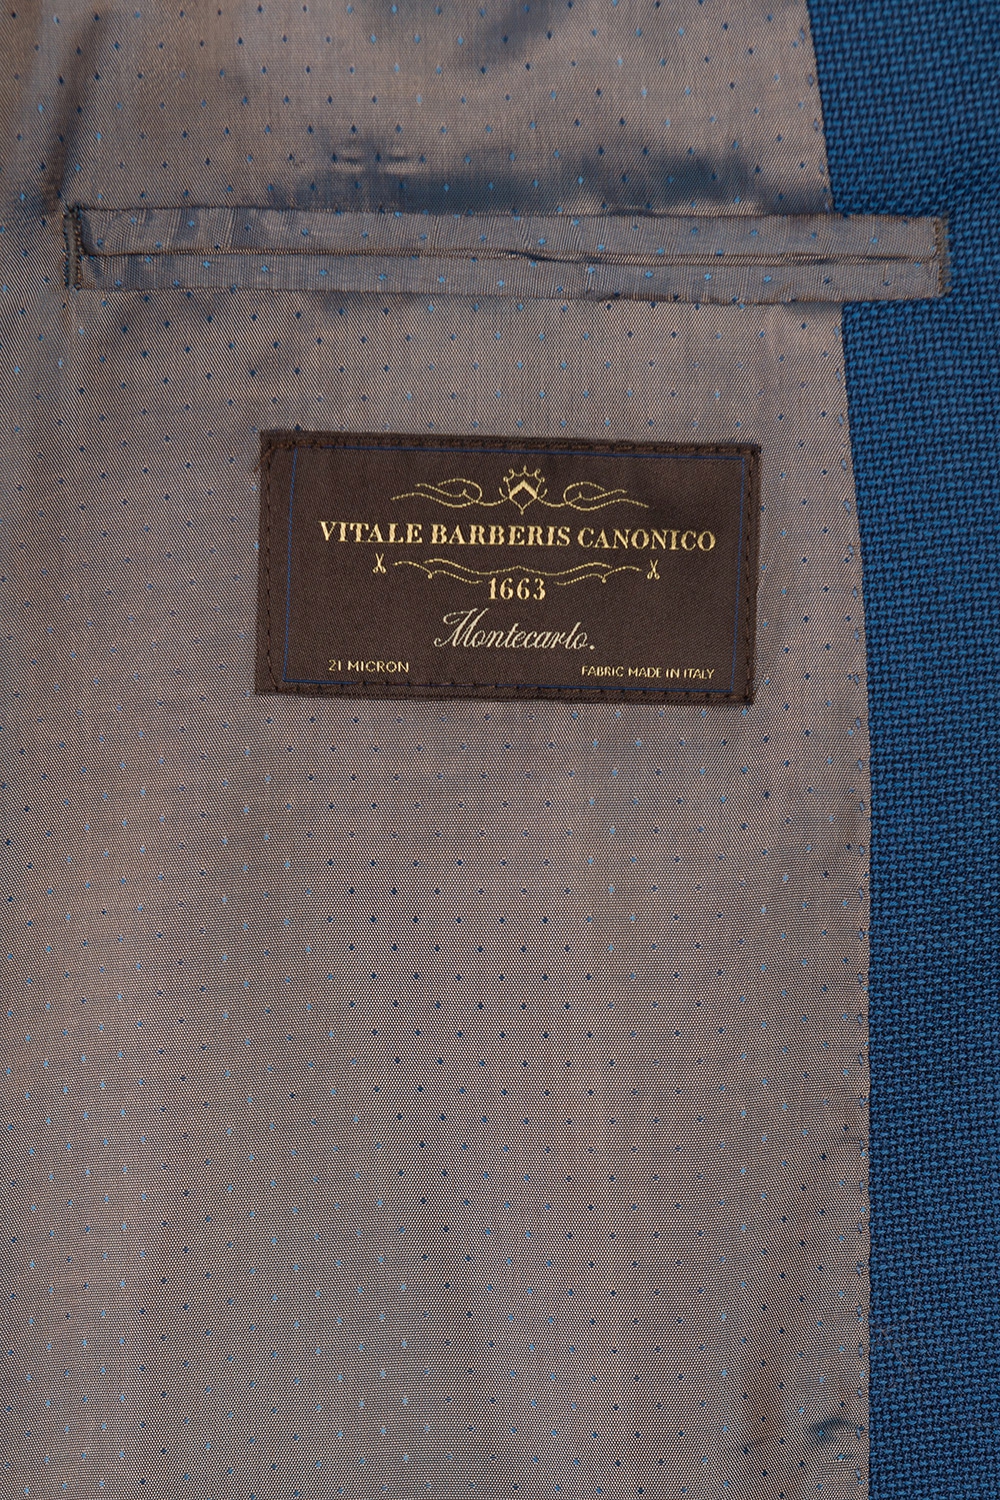 VITALE BARBERIS CANONICO
1663
Montecarlo.
21 MICRON
FABRIC MADE IN ITALY